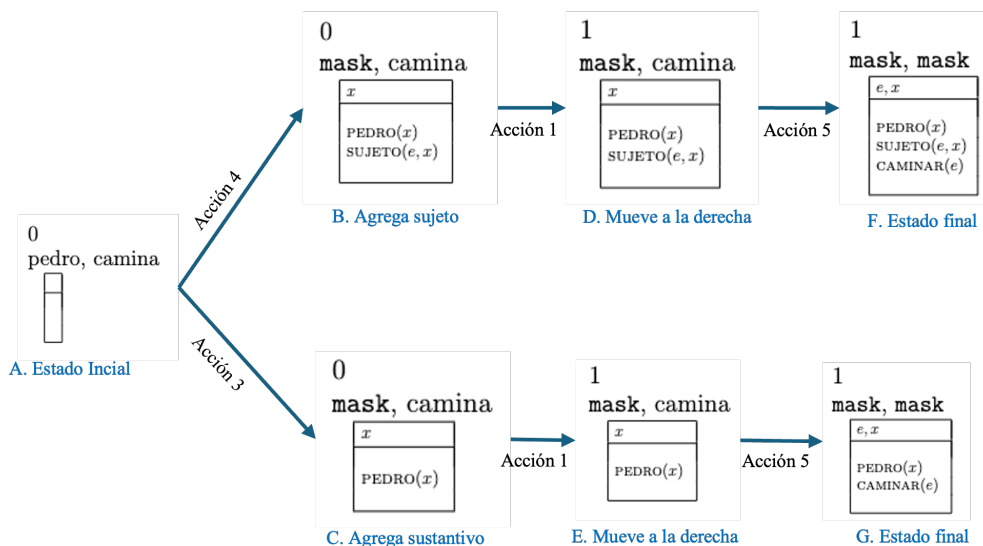 0
mask, camina
x
PEDRO(x)
SUJETO(e, x)
B. Agrega sujeto
Acción 1
1
mask, camina
x
PEDRO(x)
SUJETO(e, x)
D. Mueve a la derecha
Acción 5
1
mask, mask
e, x
PEDRO(x)
SUJETO(e, x)
CAMINAR(e)
F. Estado final
Acción 4
0
pedro, camina
A. Estado Incial
Acción 3
0
mask, camina
x
PEDRO(x)
C. Agrega sustantivo
Acción 1
1
mask, camina
x
PEDRO(x)
E. Mueve a la derecha
Acción 5
1
mask, mask
e, x
PEDRO(x)
CAMINAR(e)
G. Estado final